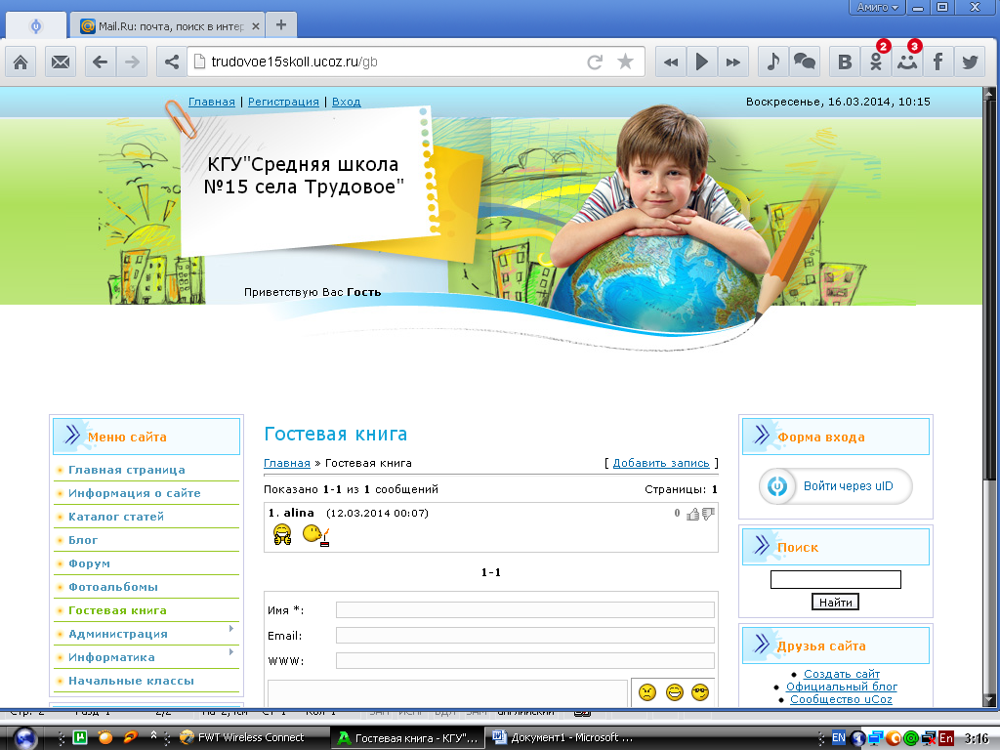 Амиго
Mail.Ru: почта, поиск в интер
trudovoe15skoll.ucoz.ru/gb
2
3
Главная | Регистрация | Вход
Воскресенье, 16.03.2014, 10:15
КГУ"Средняя школа
№15 села Трудовое"
Приветствую Вас Гость
Меню сайта
Главная страница
Информация о сайте
Каталог статей
Блог
Форум
Фотоальбомы
Гостевая книга
Администрация
Информатика
Начальные классы
Гостевая книга
Главная » Гостевая книга
[ Добавить запись ]
Показано 1-1 из 1 сообщений
Страницы: 1
1. alina (12.03.2014 00:07)
0
1-1
Имя *:
Email:
WWW:
Форма входа
Войти через uID
Поиск
Найти
Друзья сайта
Создать сайт
Официальный блог
Сообщество uCoz
FWT Wireless Connect
Гостевая книга - КГУ"...
Документ1 - Microsoft ...
EN
En
3:16